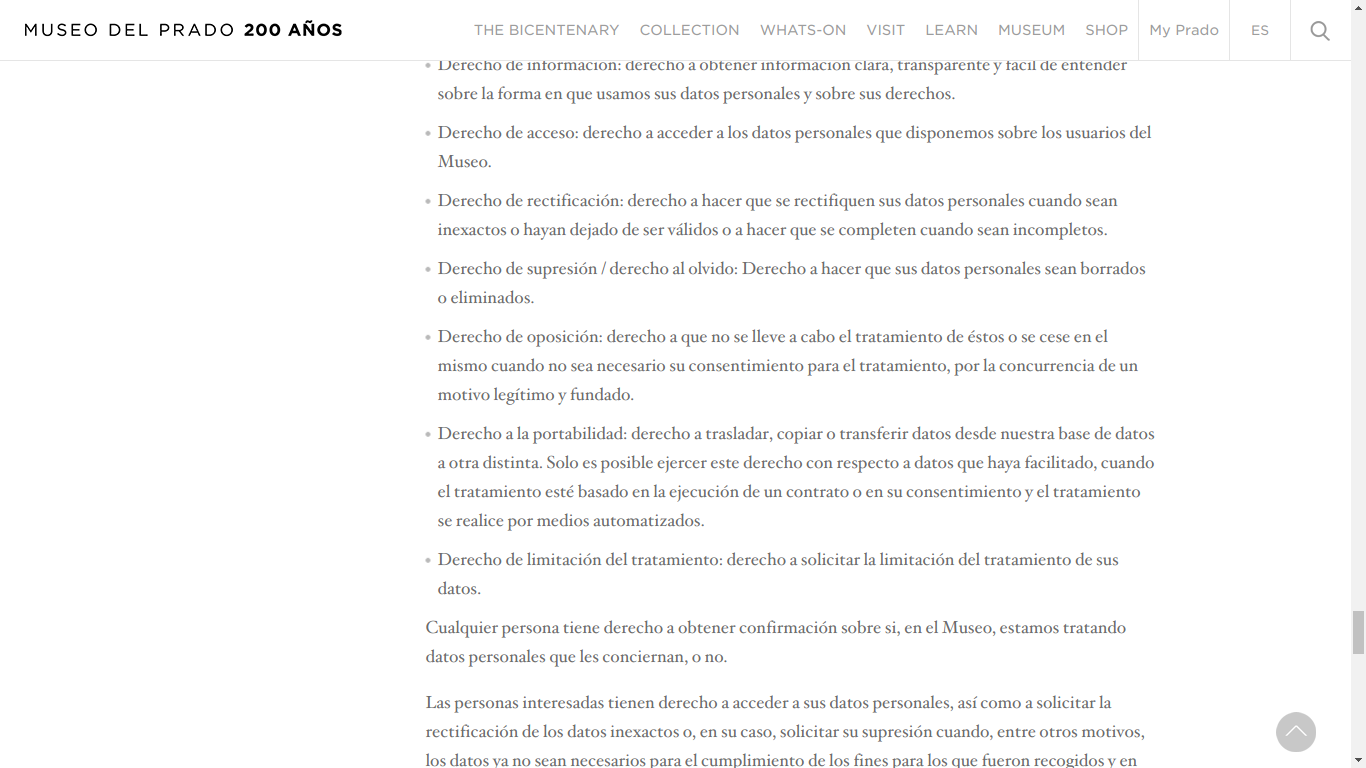 MUSEO DEL PRADO 200 AÑOS
THE BICENTENARY COLLECTION WHATS-ON VISIT LEARN MUSEUM SHOP My Prado ES
Derecho de información: derecho a obtener información clara, transparente y fácil de entender
sobre la forma en que usamos sus datos personales y sobre sus derechos.
Derecho de acceso: derecho a acceder a los datos personales que disponemos sobre los usuarios del
Museo.
Derecho de rectificación: derecho a hacer que se rectifiquen sus datos personales cuando sean
inexactos o hayan dejado de ser válidos o a hacer que se completen cuando sean incompletos.
Derecho de supresión / derecho al olvido: Derecho a hacer que sus datos personales sean borrados
o eliminados.
Derecho de oposición: derecho a que no se lleve a cabo el tratamiento de éstos o se cese en el
mismo cuando no sea necesario su consentimiento para el tratamiento, por la concurrencia de un
motivo legítimo y fundado.
Derecho a la portabilidad: derecho a trasladar, copiar o transferir datos desde nuestra base de datos
a otra distinta. Solo es posible ejercer este derecho con respecto a datos que haya facilitado, cuando
el tratamiento esté basado en la ejecución de un contrato o en su consentimiento y el tratamiento
se realice por medios automatizados.
Derecho de limitación del tratamiento: derecho a solicitar la limitación del tratamiento de sus
datos.
Cualquier persona tiene derecho a obtener confirmación sobre si, en el Museo, estamos tratando
datos personales que les conciernan, o no.
Las personas interesadas tienen derecho a acceder a sus datos personales, así como a solicitar la
rectificación de los datos inexactos o, en su caso, solicitar su supresión cuando, entre otros motivos,
los datos ya no sean necesarios para el cumplimiento de los fines para los que fueron recogidos y en